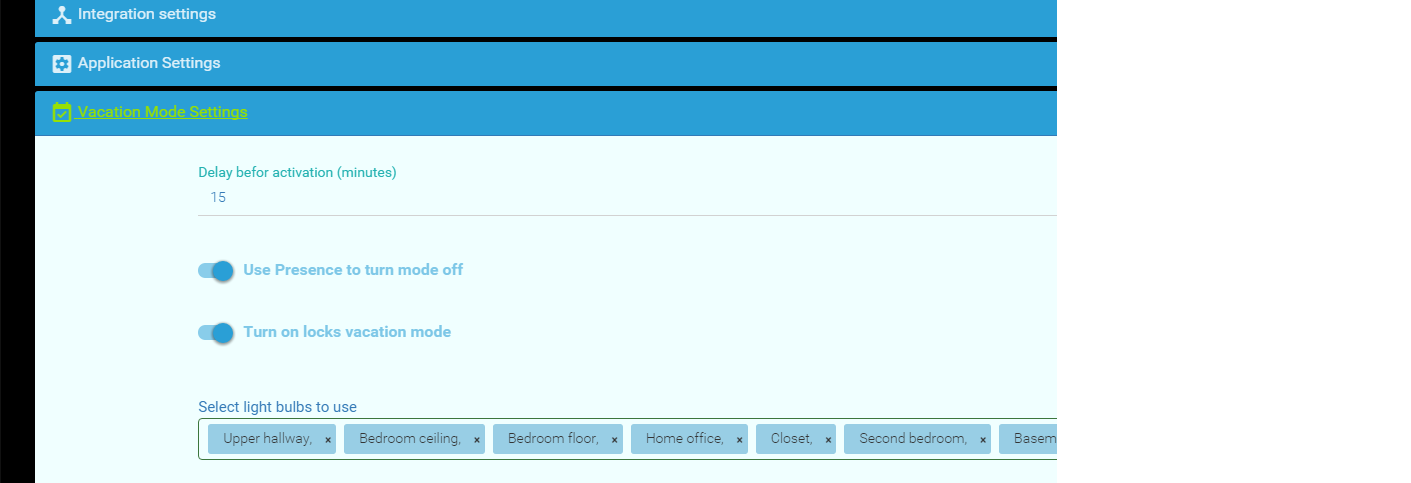 Integration settings
Application Settings
Vacation Mode Settings
Delay befor activation (minutes)
15
Use Presence to turn mode off
Turn on locks vacation mode
Select light bulbs to use
Upper hallway, × Bedroom ceiling, × Bedroom floor, × Home office, × Closet, × Second bedroom, × Basem